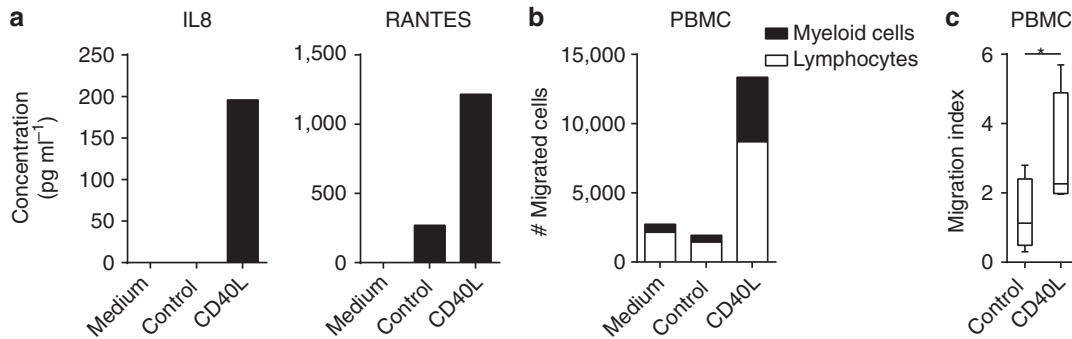 a
IL8
RANTES
Concentration
(pg ml⁻¹)
250
200
150
100
50
0
Medium
Control
CD40L
1,500
1,000
500
0
Medium
Control
CD40L
b
PBMC
Myeloid cells
Lymphocytes
# Migrated cells
15,000
10,000
5,000
0
Medium
Control
CD40L
c
PBMC
Migration index
6
4
2
0
*
Control
CD40L